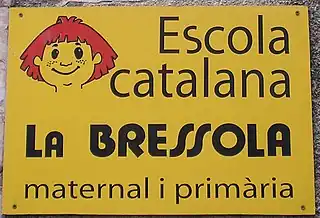 Escola
catalana
LA BRESSOLA
maternal i primària